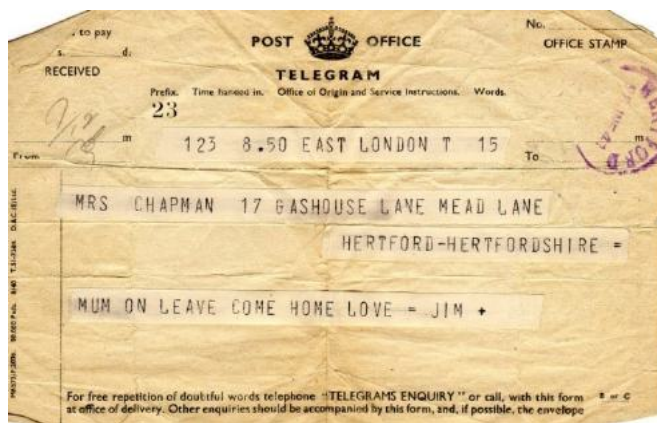 , to pay
No.
POST OFFICE
OFFICE STAMP
s. d.
RECEIVED
TELEGRAM
Prefix. Time handed in. Office of Origin and Service Instructions. Words.
23
m
123 8.50 EAST LONDON T 15
m
From
To
HERTFORD
MRS CHAPMAN 17 GASHOUSE LANE MEAD LANE
HERTFORD-HERTFORDSHIRE =
MUM ON LEAVE COME HOME LOVE = JIM +
For free repetition of doubtful words telephone "TELEGRAMS ENQUIRY" or call, with this form
at office of delivery. Other enquiries should be accompanied by this form, and, if possible, the envelope
B or C